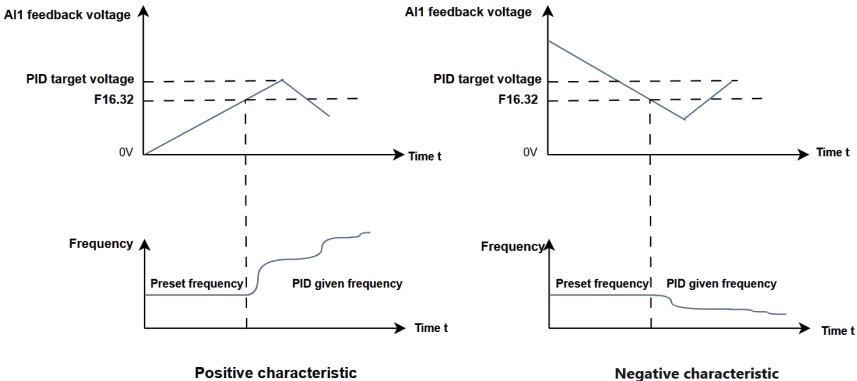 AI1 feedback voltage
PID target voltage
F16.32
0V
Time t
Frequency
Preset frequency
PID given frequency
Time t
Positive characteristic
AI1 feedback voltage
PID target voltage
F16.32
0V
Time t
Frequency
Preset frequency
PID given frequency
Time t
Negative characteristic